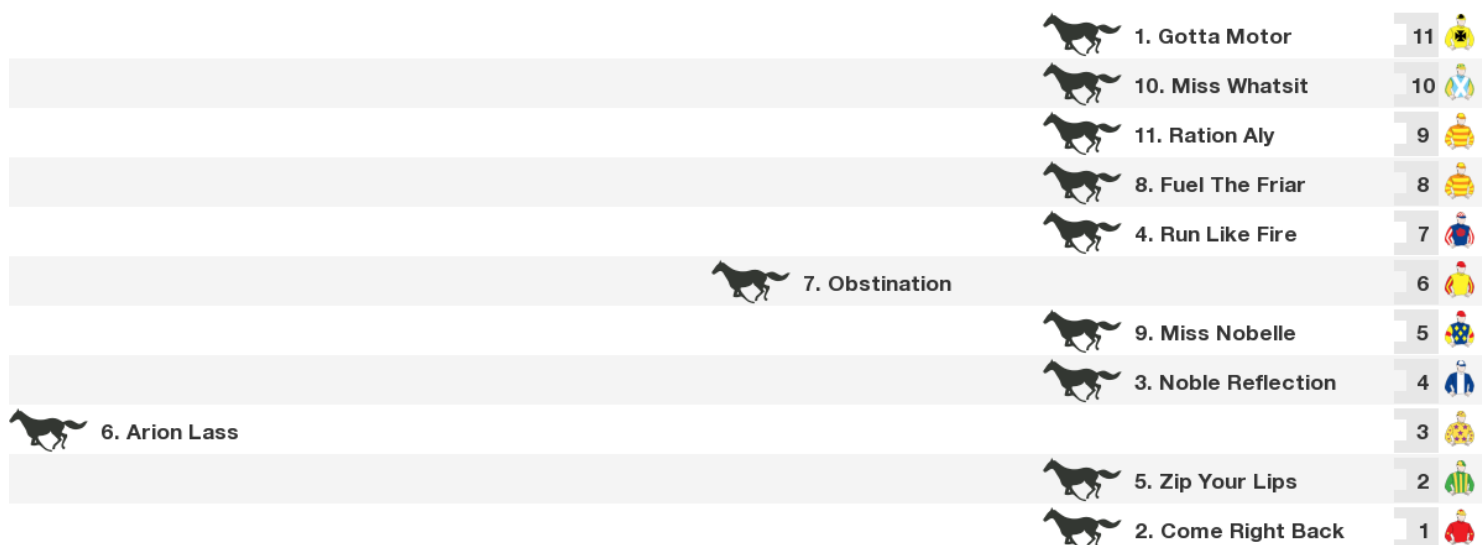 1. Gotta Motor 11
10. Miss Whatsit 10
11. Ration Aly 9
8. Fuel The Friar 8
4. Run Like Fire 7
7. Obstination 6
9. Miss Nobelle 5
3. Noble Reflection 4
6. Arion Lass 3
5. Zip Your Lips 2
2. Come Right Back 1